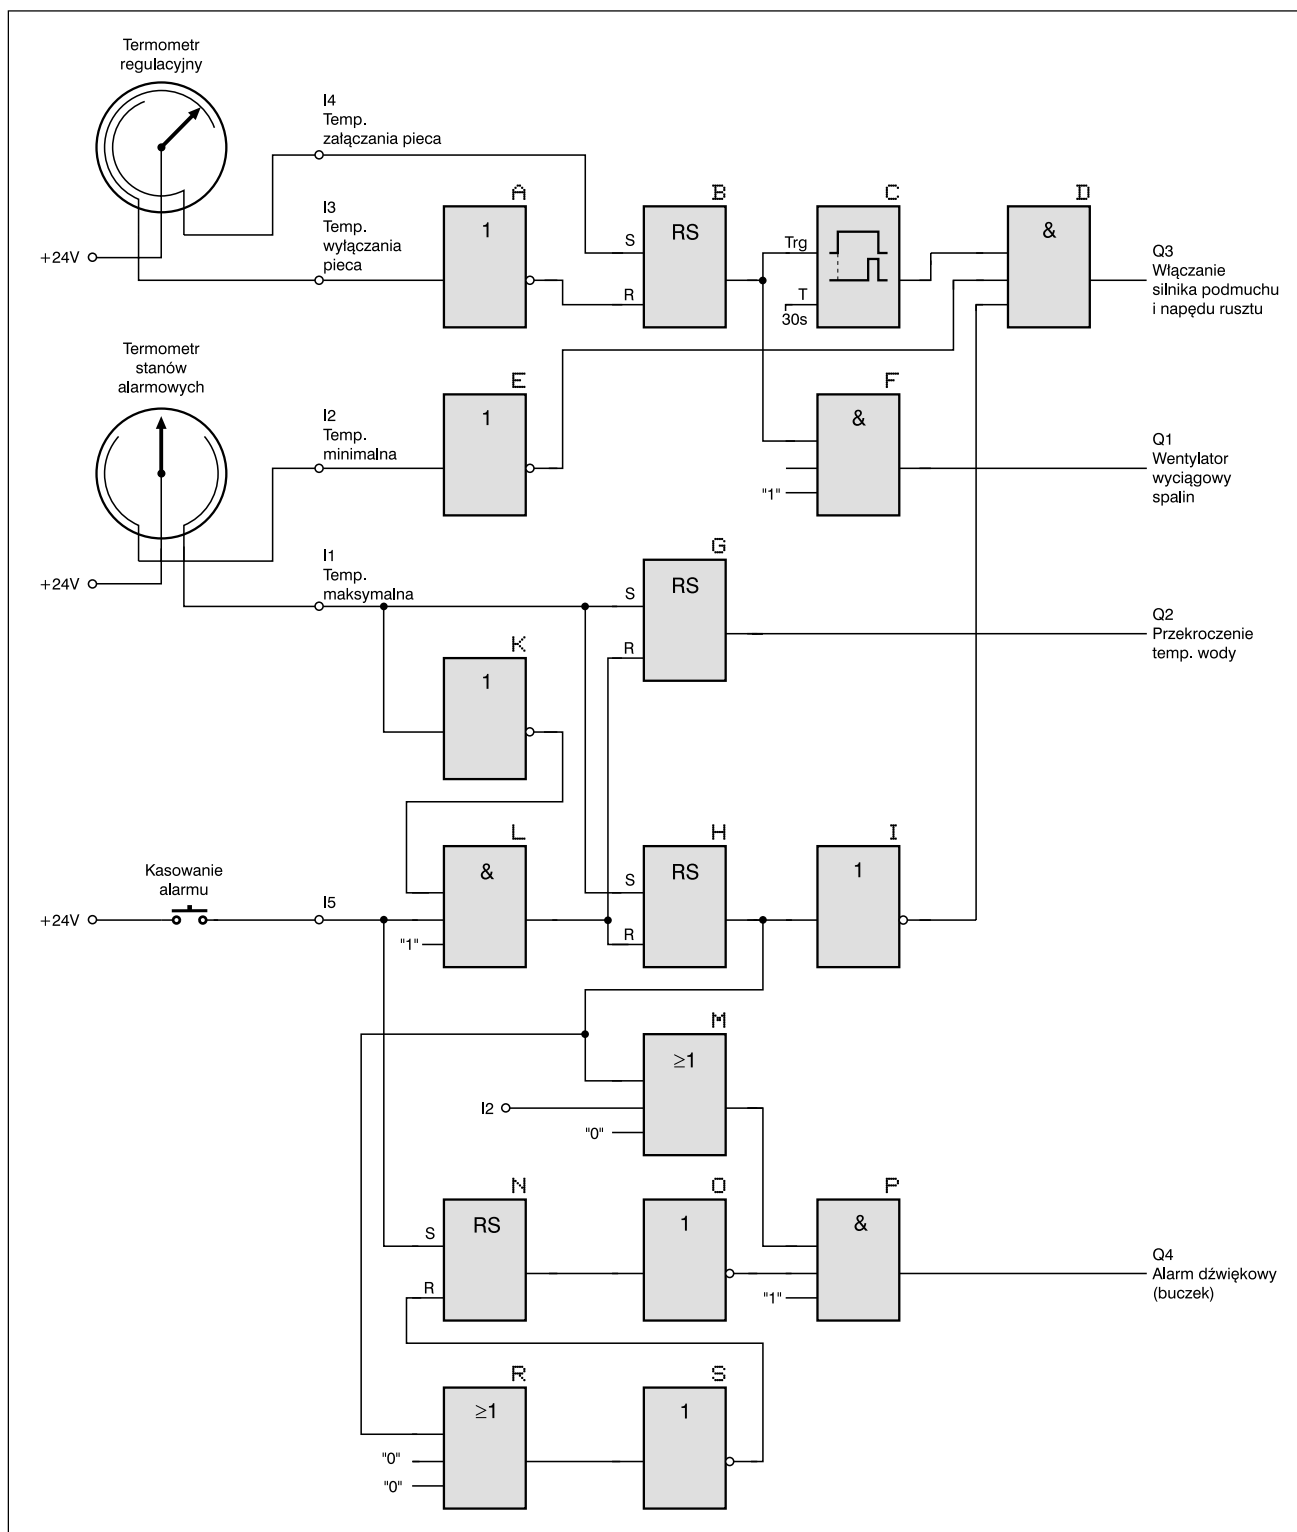 Termometr
regulacyjny
I4
Temp.
załączania pieca
A
B
C
D
I3
Temp.
wyłączania
pieca
1
RS
&
S
R
Trg
T
30s
+24V
Q3
Włączanie
silnika podmuchu
i napędu rusztu
Termometr
stanów
alarmowych
E
F
I2
Temp.
minimalna
1
&
"1"
Q1
Wentylator
wyciągowy
spalin
+24V
I1
Temp.
maksymalna
G
S
RS
R
Q2
Przekroczenie
temp. wody
K
1
L
H
I
Kasowanie
alarmu
+24V
I5
&
"1"
S
RS
R
1
M
≥1
I2
"0"
N
O
P
S
RS
R
1
&
"1"
Q4
Alarm dźwiękowy
(buczek)
R
S
≥1
"0"
"0"
1